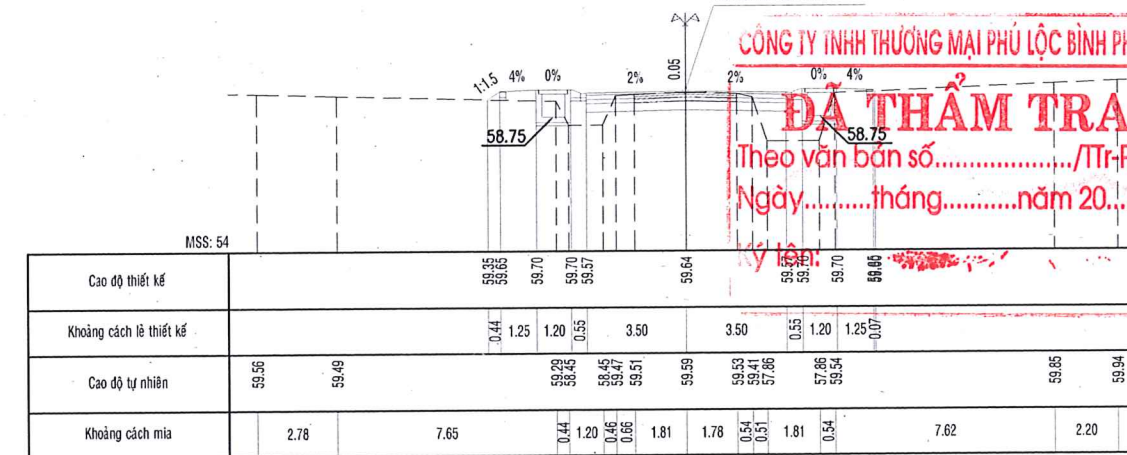 CÔNG TY TNHH THƯƠNG MẠI PHÚ LỘC BÌNH PH
0.05
1:1.5 4% 0% 2% 2% 0% 4%
ĐÃ THẨM TRA
58.75 58.75
Theo văn bản số...................../TTr-P
Ngày..........tháng...........năm 20...
Ký tên:
MSS: 54
Cao độ thiết kế 59.35 59.65 59.70 59.70 59.57 59.64 59.57 59.70 59.70
Khoảng cách lẻ thiết kế 0.44 1.25 1.20 0.55 3.50 3.50 0.55 1.20 1.25 0.07
Cao độ tự nhiên 59.56 59.49 59.29 58.45 58.45 59.47 59.51 59.59 59.53 59.41 57.86 57.86 59.54 59.85 59.94
Khoảng cách mia 2.78 7.65 0.44 1.20 0.46 0.66 1.81 1.78 0.54 0.51 1.81 0.54 7.62 2.20